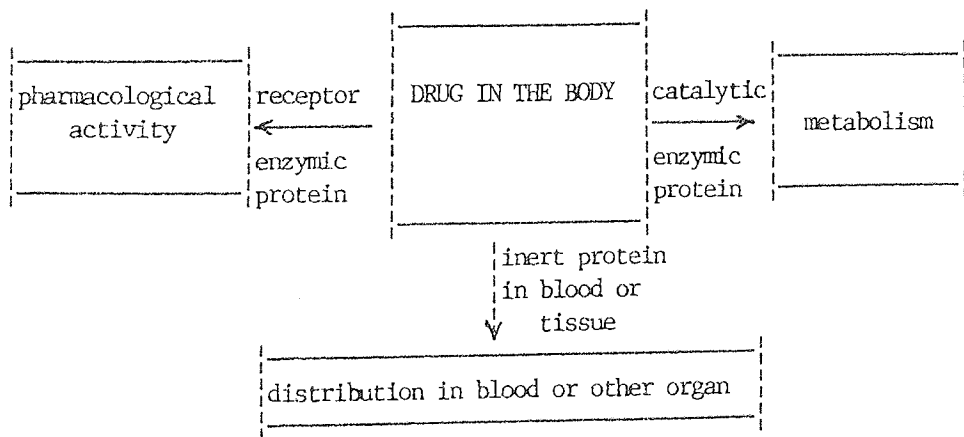 pharmacological
activity
receptor
enzymic
protein
DRUG IN THE BODY
catalytic
enzymic
protein
metabolism
inert protein
in blood or
tissue
distribution in blood or other organ